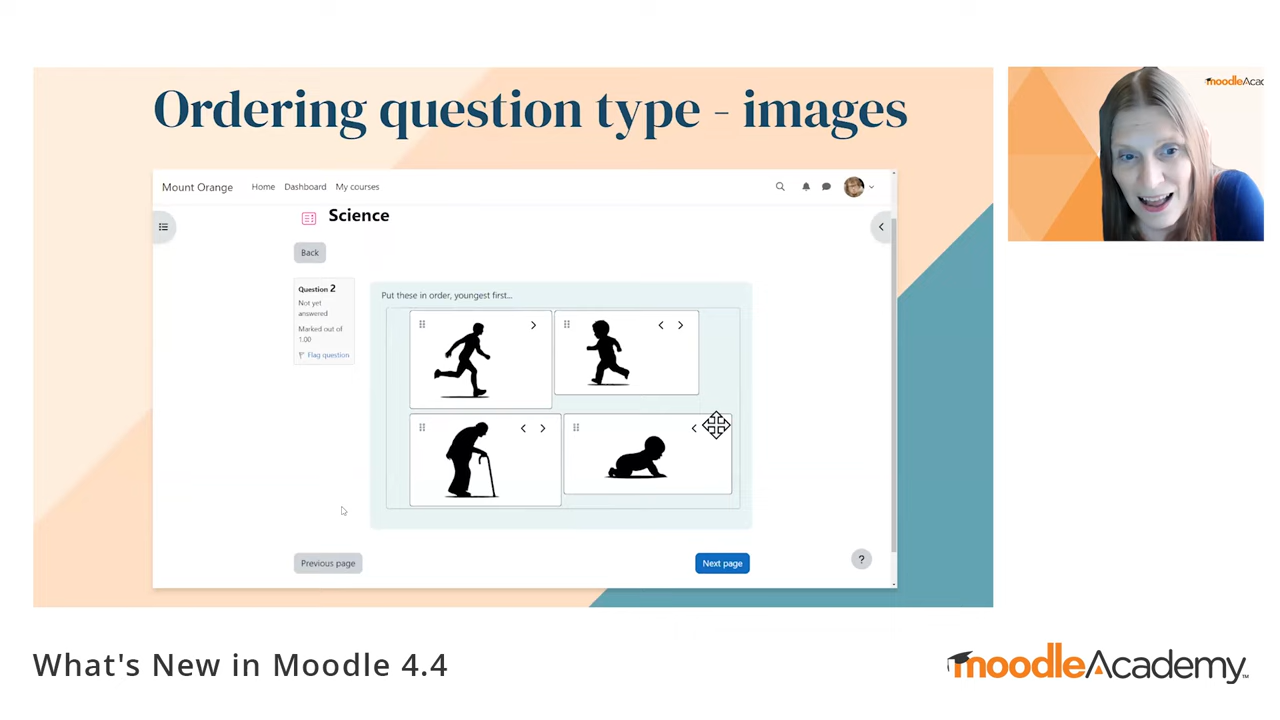 Ordering question type - images
moodleAcad
Mount Orange
Home Dashboard My courses
Science
Back
Question 2
Not yet
answered
Marked out of
1.00
Flag question
Put these in order, youngest first...
Previous page
Next page
?
What's New in Moodle 4.4
moodleAcademy™